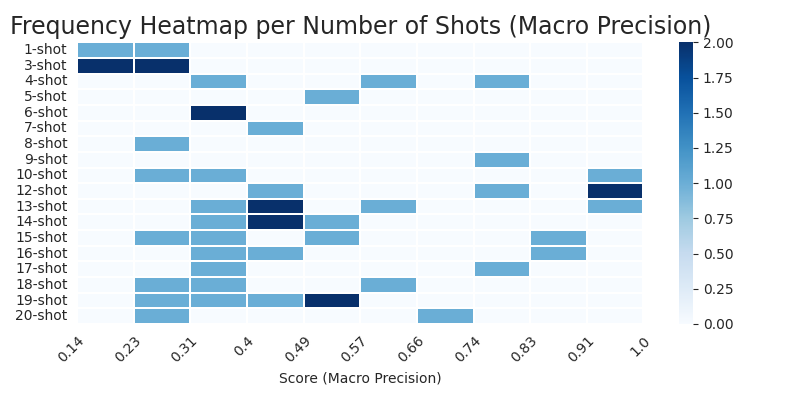 Frequency Heatmap per Number of Shots (Macro Precision)
1-shot
3-shot
4-shot
5-shot
6-shot
7-shot
8-shot
9-shot
10-shot
12-shot
13-shot
14-shot
15-shot
16-shot
17-shot
18-shot
19-shot
20-shot
0.14 0.23 0.31 0.4 0.49 0.57 0.66 0.74 0.83 0.91 1.0
Score (Macro Precision)
2.00
1.75
1.50
1.25
1.00
0.75
0.50
0.25
0.00